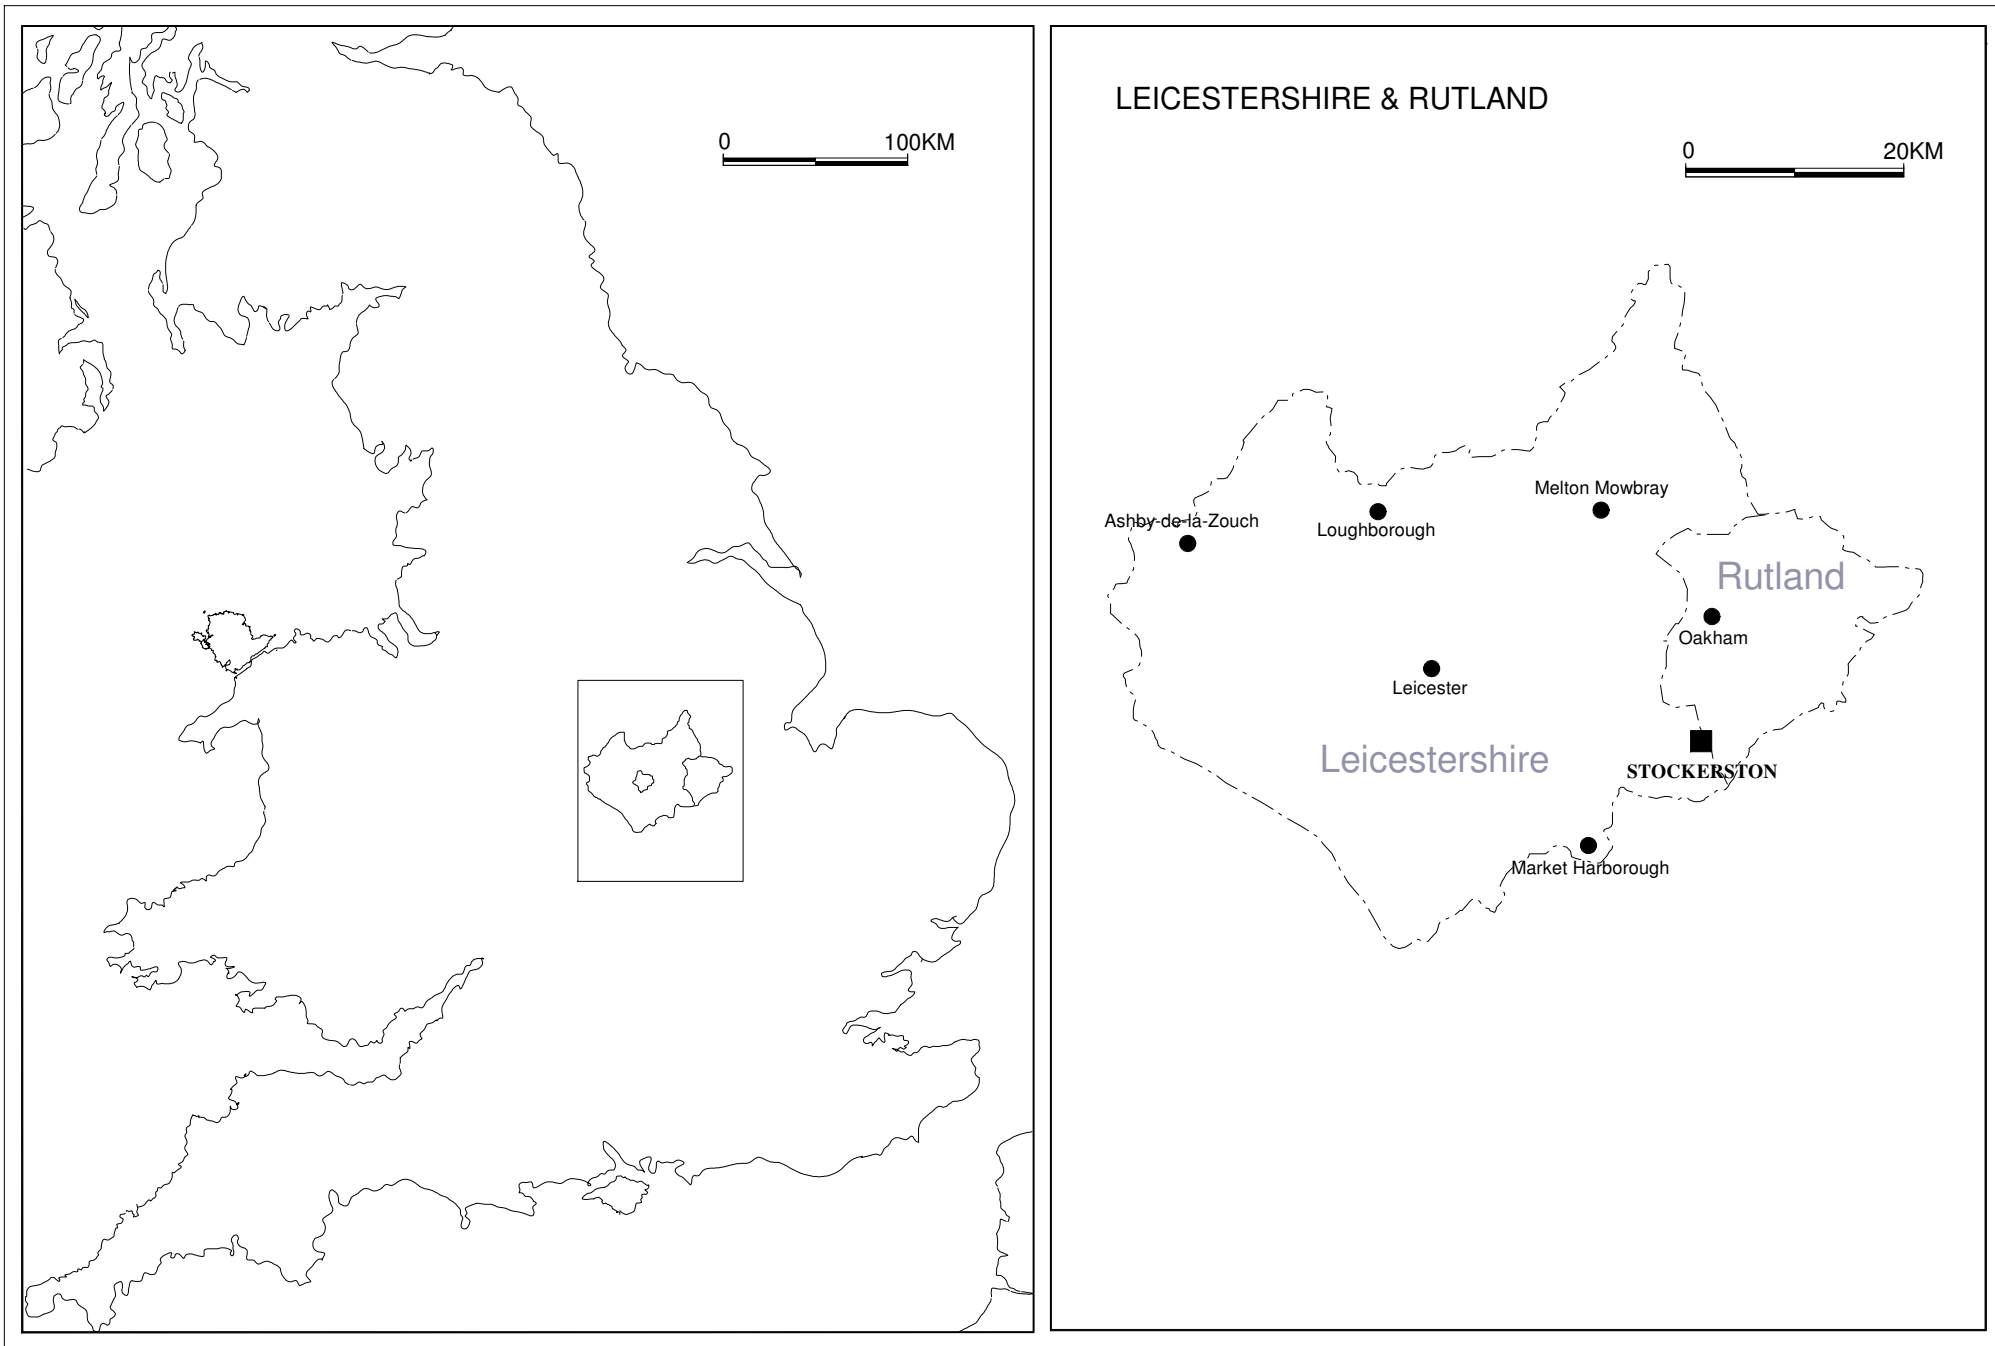 0 100KM
LEICESTERSHIRE & RUTLAND
0 20KM
Melton Mowbray
Ashby-de-la-Zouch
Loughborough
Rutland
Oakham
Leicester
Leicestershire
STOCKERSTON
Market Harborough